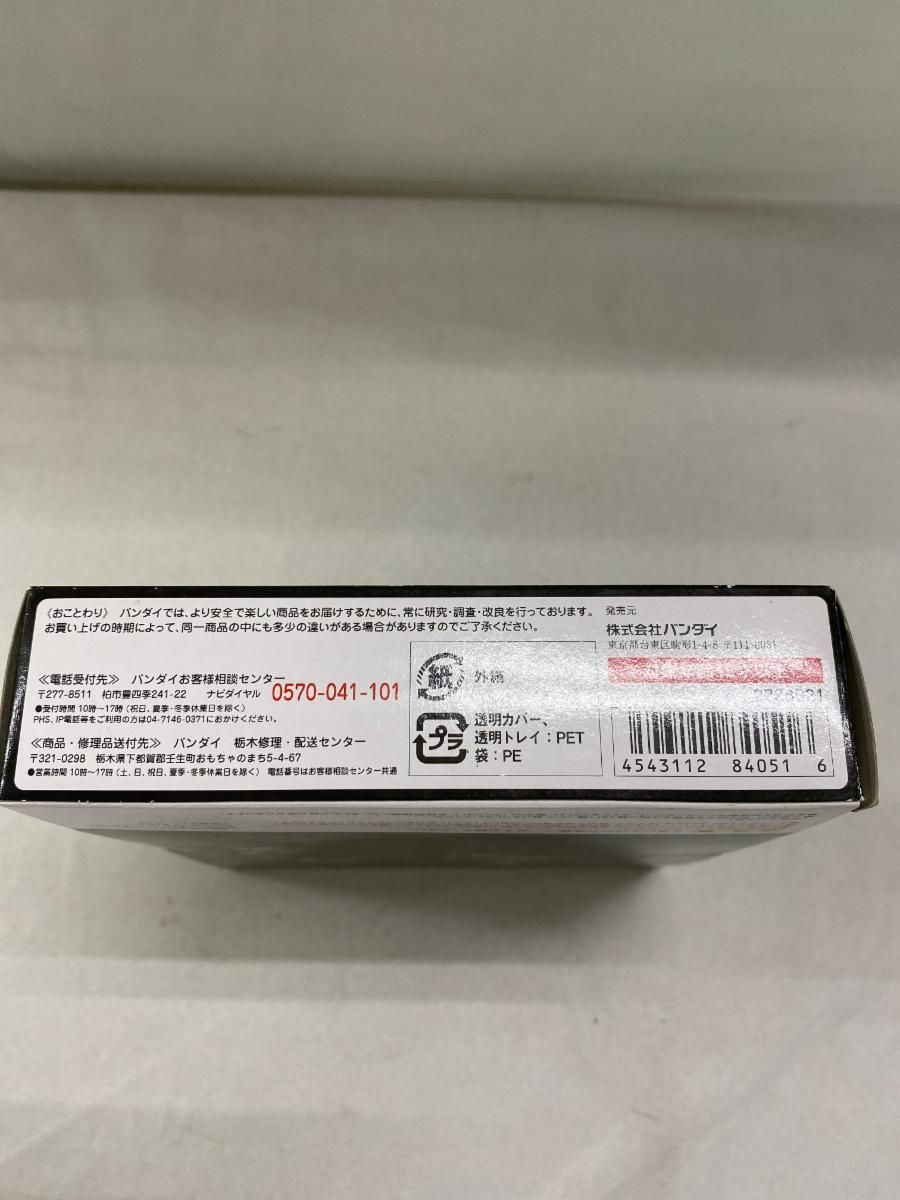 〈おことわり〉 バンダイでは、より安全で楽しい商品をお届けするために、常に研究・調査・改良を行っております。
お買い上げの時期によって、同一商品の中にも多少の違いがある場合がありますのでご了承ください。
≪電話受付先≫ バンダイお客様相談センター
〒277-8511 柏市豊四季241-22 ナビダイヤル 0570-041-101
●受付時間 10時〜17時 (祝日、夏季・冬季休業日を除く)
PHS、IP電話等をご利用の方は04-7146-0371におかけください。
≪商品・修理品送付先≫ バンダイ 栃木修理・配送センター
〒321-0298 栃木県下都賀郡壬生町おもちゃのまち5-4-67
●営業時間 10時〜17時 (土、日、祝日、夏季・冬季休業日を除く) 電話番号はお客様相談センター共通
紙 外箱
プラ
透明カバー、
透明トレイ:PET
袋:PE
発売元
株式会社バンダイ
東京都台東区駒形1-4-8 〒111-8081
4543112 84051 6